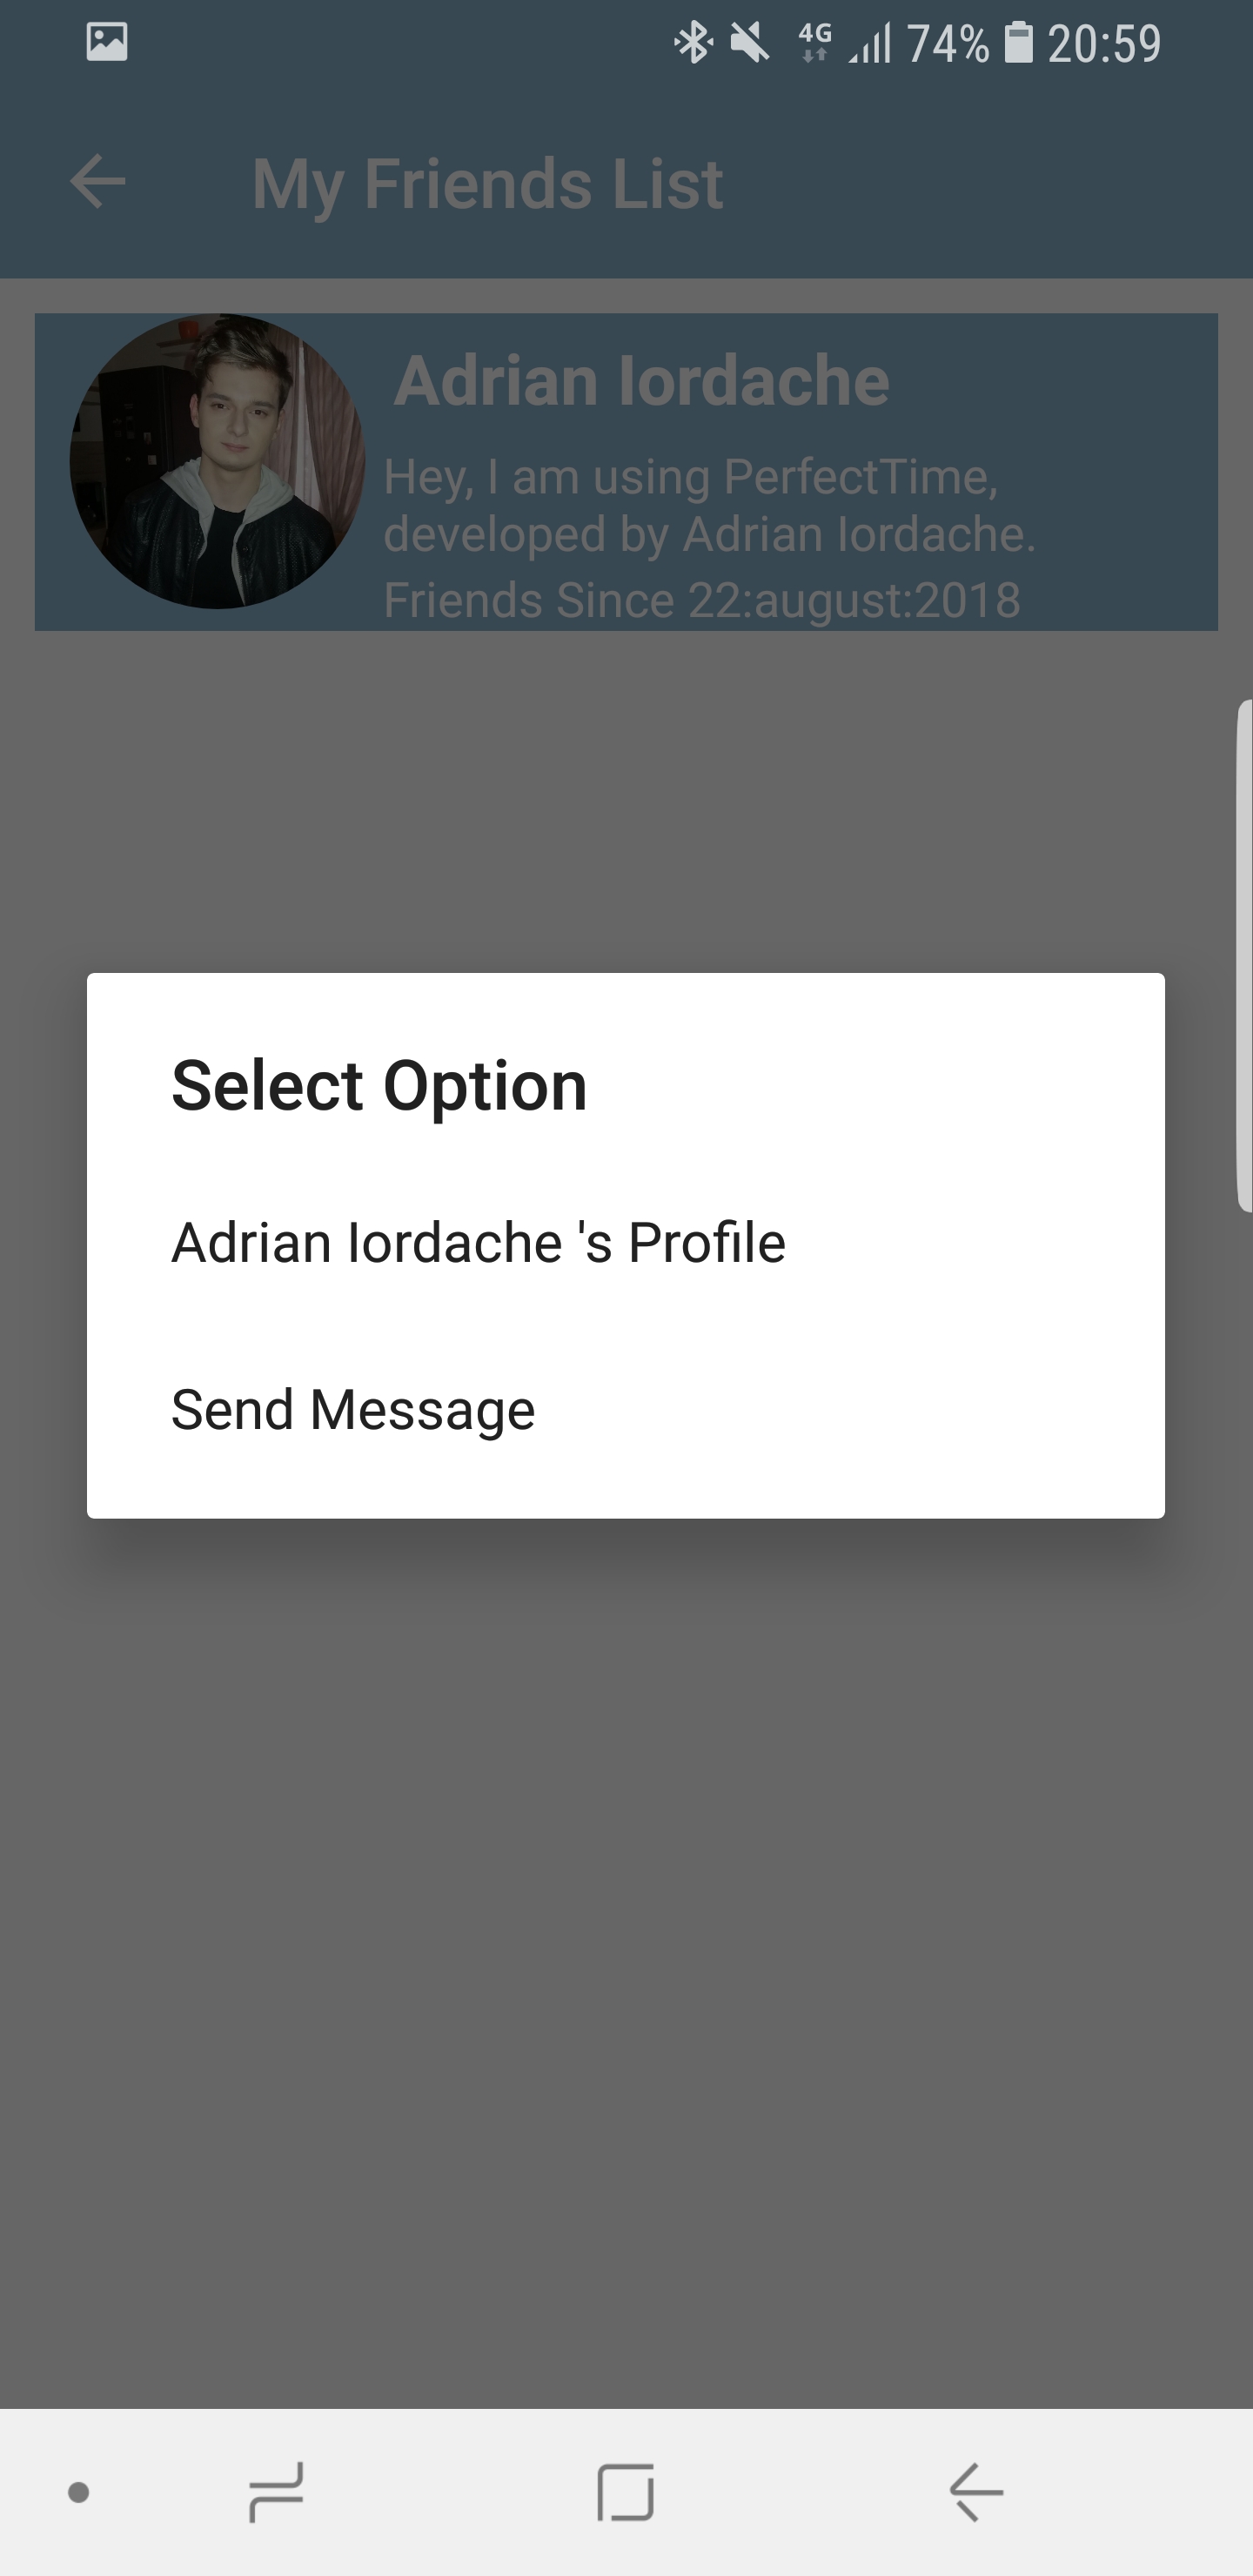 4G 74% 20:59
My Friends List
Adrian Iordache
Hey, I am using PerfectTime,
developed by Adrian Iordache.
Friends Since 22:august:2018
Select Option
Adrian Iordache 's Profile
Send Message